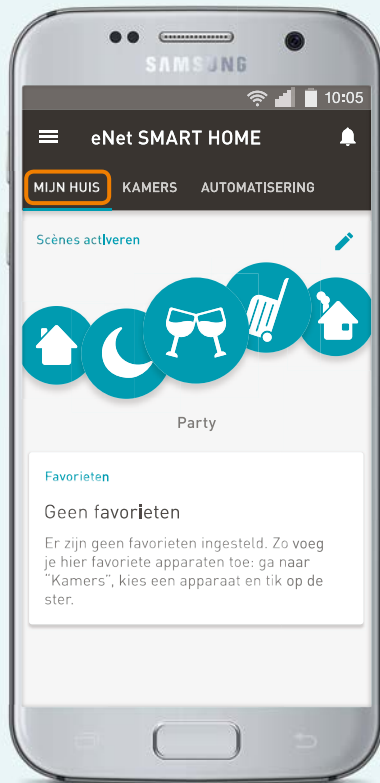 SAMSUNG
10:05
eNet SMART HOME
MIJN HUIS KAMERS AUTOMATISERING
Scènes activeren
Party
Favorieten
Geen favorieten
Er zijn geen favorieten ingesteld. Zo voeg
je hier favoriete apparaten toe: ga naar
“Kamers”, kies een apparaat en tik op de
ster.